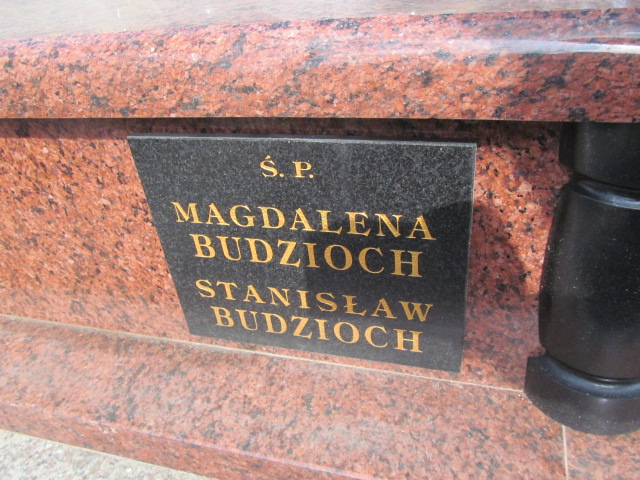 Ś. P.
MAGDALENA
BUDZIOCH
STANISŁAW
BUDZIOCH